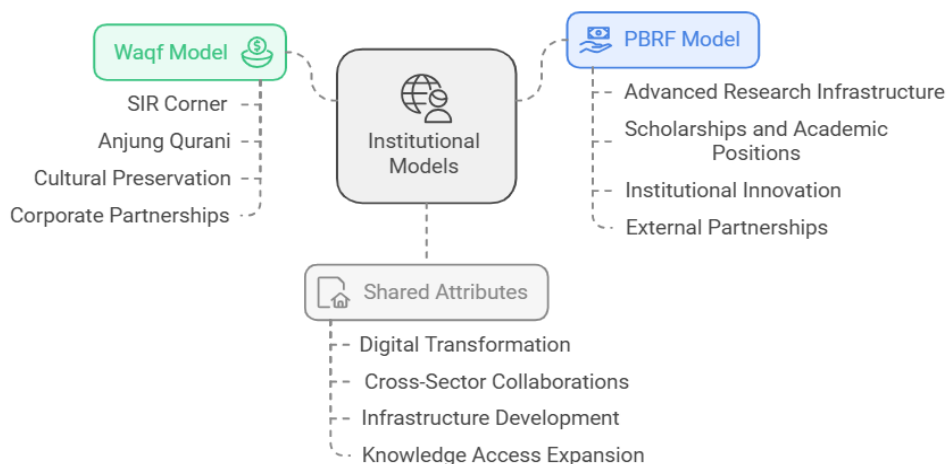 Waqf Model
SIR Corner
Anjung Qurani
Cultural Preservation
Corporate Partnerships
Institutional
Models
PBRF Model
Advanced Research Infrastructure
Scholarships and Academic
Positions
Institutional Innovation
External Partnerships
Shared Attributes
Digital Transformation
Cross-Sector Collaborations
Infrastructure Development
Knowledge Access Expansion